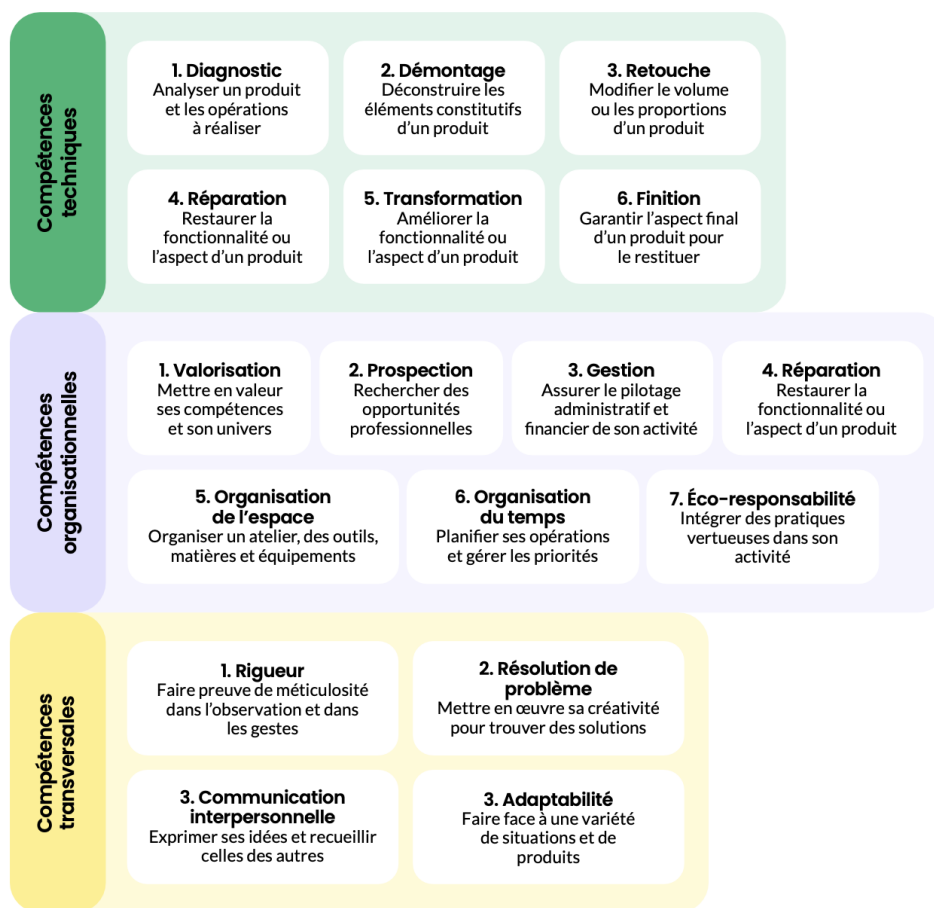 Compétences
techniques
1. Diagnostic
Analyser un produit
et les opérations
à réaliser
2. Démontage
Déconstruire les
éléments constitutifs
d'un produit
3. Retouche
Modifier le volume
ou les proportions
d'un produit
4. Réparation
Restaurer la
fonctionnalité ou
l'aspect d'un produit
5. Transformation
Améliorer la
fonctionnalité ou
l'aspect d'un produit
6. Finition
Garantir l'aspect final
d'un produit pour
le restituer
Compétences
organisationnelles
1. Valorisation
Mettre en valeur
ses compétences
et son univers
2. Prospection
Rechercher des
opportunités
professionnelles
3. Gestion
Assurer le pilotage
administratif et
financier de son activité
4. Réparation
Restaurer la
fonctionnalité ou
l'aspect d'un produit
5. Organisation
de l'espace
Organiser un atelier, des outils,
matières et équipements
6. Organisation
du temps
Planifier ses opérations
et gérer les priorités
7. Éco-responsabilité
Intégrer des pratiques
vertueuses dans son
activité
Compétences
transversales
1. Rigueur
Faire preuve de méticulosité
dans l'observation et dans
les gestes
2. Résolution de
problème
Mettre en œuvre sa créativité
pour trouver des solutions
3. Communication
interpersonnelle
Exprimer ses idées et recueillir
celles des autres
3. Adaptabilité
Faire face à une variété
de situations et de
produits